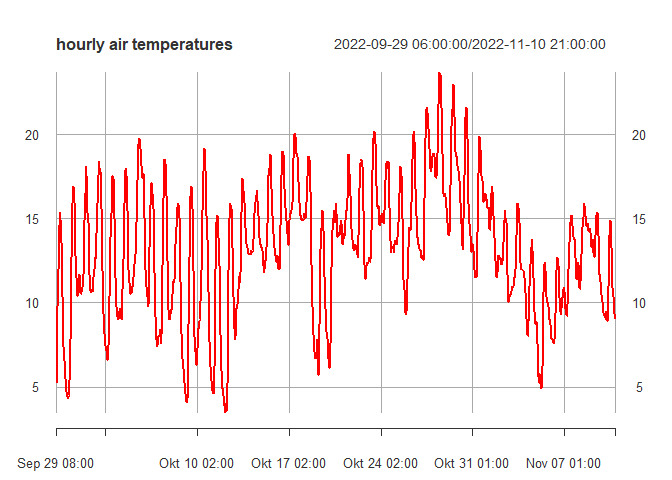 hourly air temperatures
2022-09-29 06:00:00/2022-11-10 21:00:00
20
20
15
15
10
10
5
5
Sep 29 08:00
Okt 10 02:00
Okt 17 02:00
Okt 24 02:00
Okt 31 01:00
Nov 07 01:00